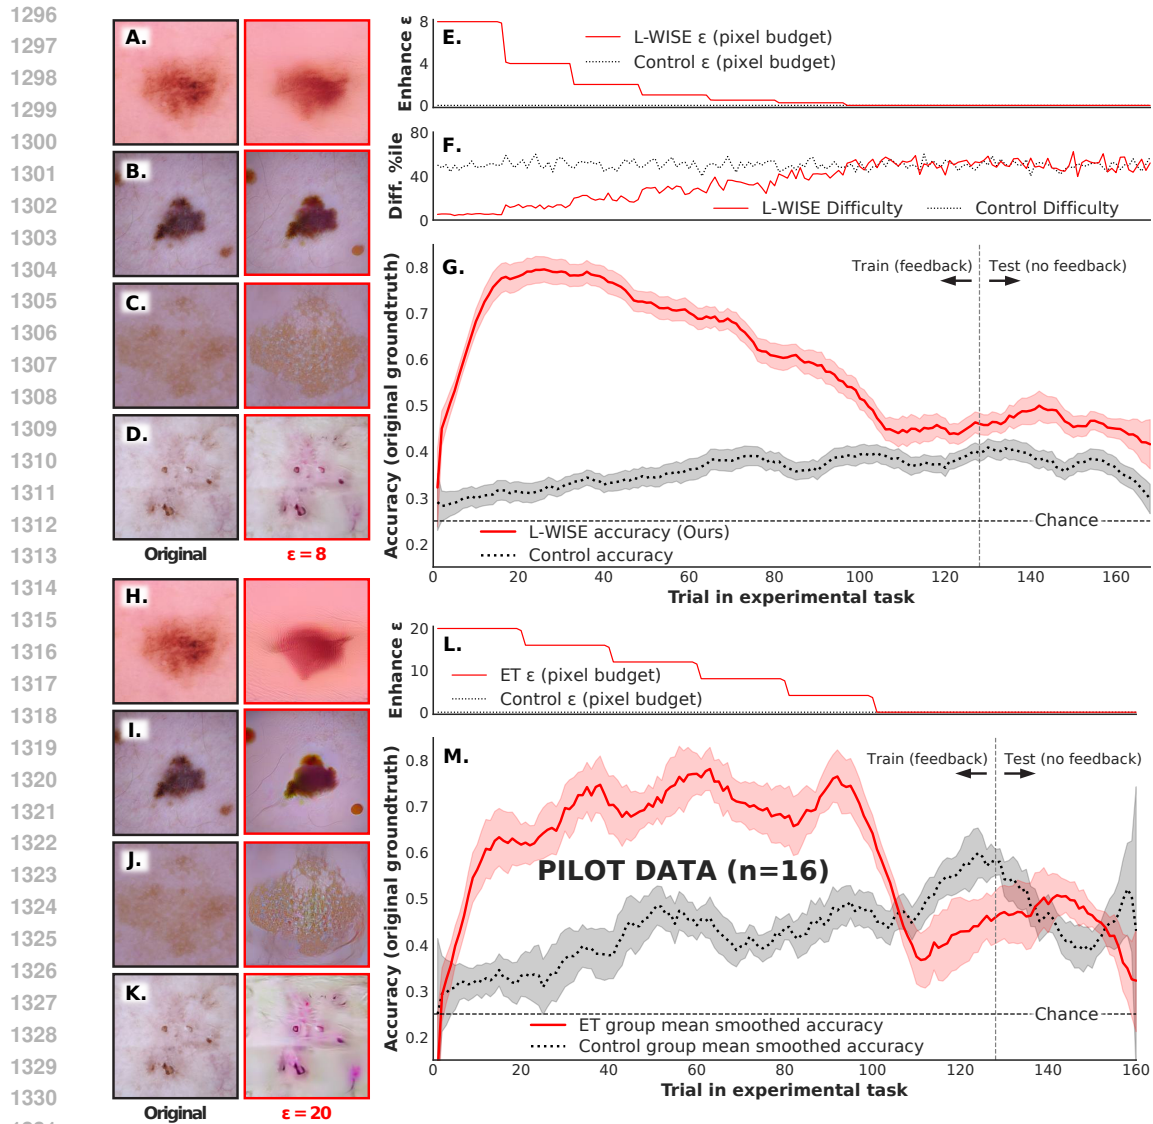 1296
1297
1298
1299
1300
1301
1302
1303
1304
1305
1306
1307
1308
1309
1310
1311
1312
1313
1314
1315
1316
1317
1318
1319
1320
1321
1322
1323
1324
1325
1326
1327
1328
1329
1330
A.
B.
C.
D.
Original
ε = 8
E.
Enhance ε
8
4
0
L-WISE ε (pixel budget)
Control ε (pixel budget)
F.
Diff. %ile
80
40
0
L-WISE Difficulty
Control Difficulty
G.
Accuracy (original groundtruth)
0.8
0.7
0.6
0.5
0.4
0.3
0.2
Train (feedback)
Test (no feedback)
Chance
L-WISE accuracy (Ours)
Control accuracy
0 20 40 60 80 100 120 140 160
Trial in experimental task
H.
I.
J.
K.
Original
ε = 20
L.
Enhance ε
20
10
0
ET ε (pixel budget)
Control ε (pixel budget)
M.
Accuracy (original groundtruth)
0.8
0.7
0.6
0.5
0.4
0.3
0.2
Train (feedback)
Test (no feedback)
PILOT DATA (n=16)
Chance
ET group mean smoothed accuracy
Control group mean smoothed accuracy
0 20 40 60 80 100 120 140 160
Trial in experimental task